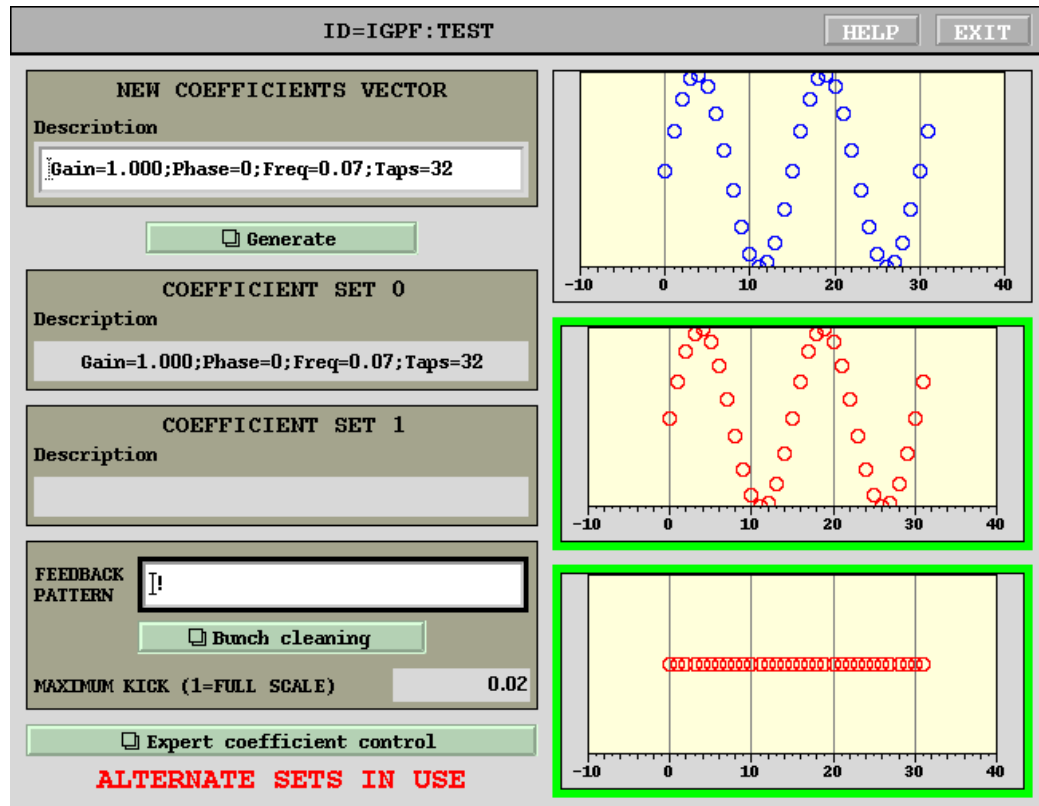 ID=IGPF:TEST
HELP
EXIT
NEW COEFFICIENTS VECTOR
Description
Gain=1.000;Phase=0;Freq=0.07;Taps=32
Generate
COEFFICIENT SET 0
Description
Gain=1.000;Phase=0;Freq=0.07;Taps=32
COEFFICIENT SET 1
Description
FEEDBACK
PATTERN
!
Bunch cleaning
MAXIMUM KICK (1=FULL SCALE)
0.02
Expert coefficient control
ALTERNATE SETS IN USE
-10 0 10 20 30 40
-10 0 10 20 30 40
-10 0 10 20 30 40